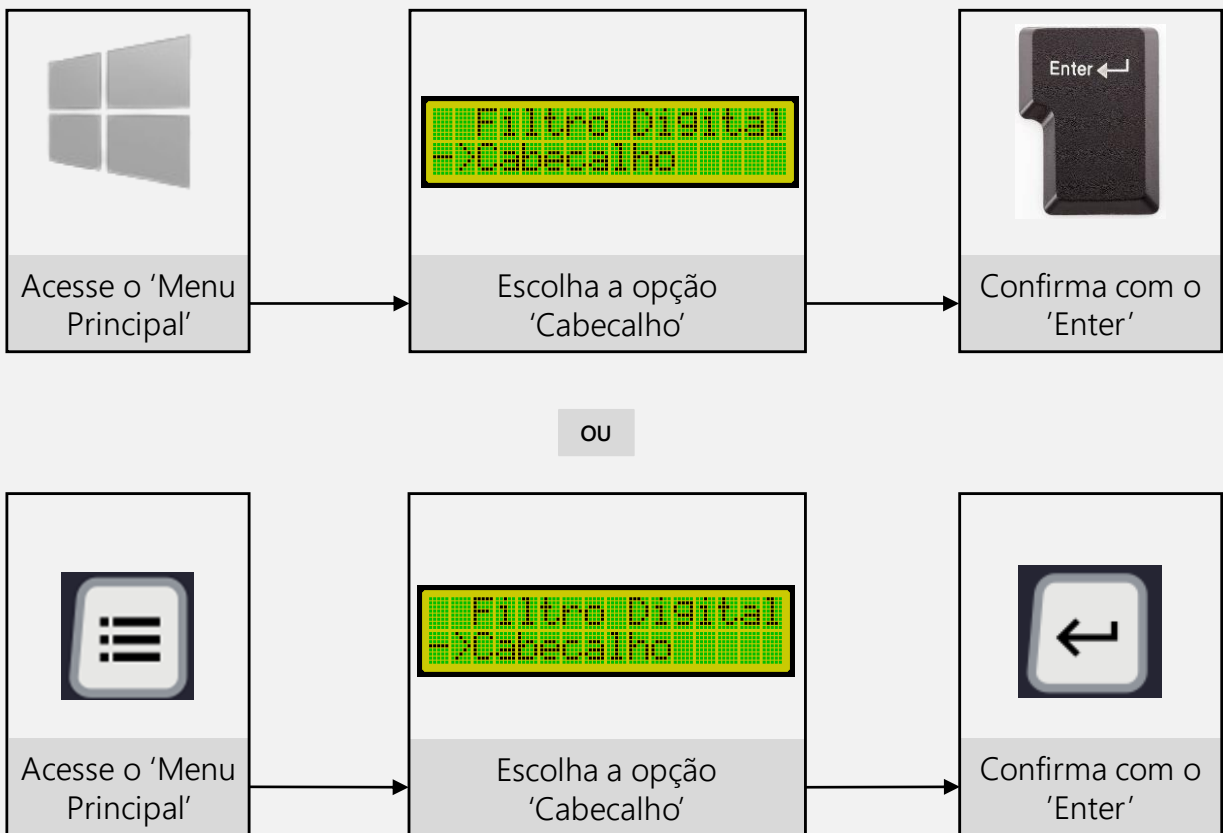 Enter
Filtro Digital
->Cabecalho
Acesse o ‘Menu
Principal’
Escolha a opção
‘Cabecalho’
Confirma com o
’Enter’
OU
Filtro Digital
->Cabecalho
Acesse o ‘Menu
Principal’
Escolha a opção
‘Cabecalho’
Confirma com o
’Enter’